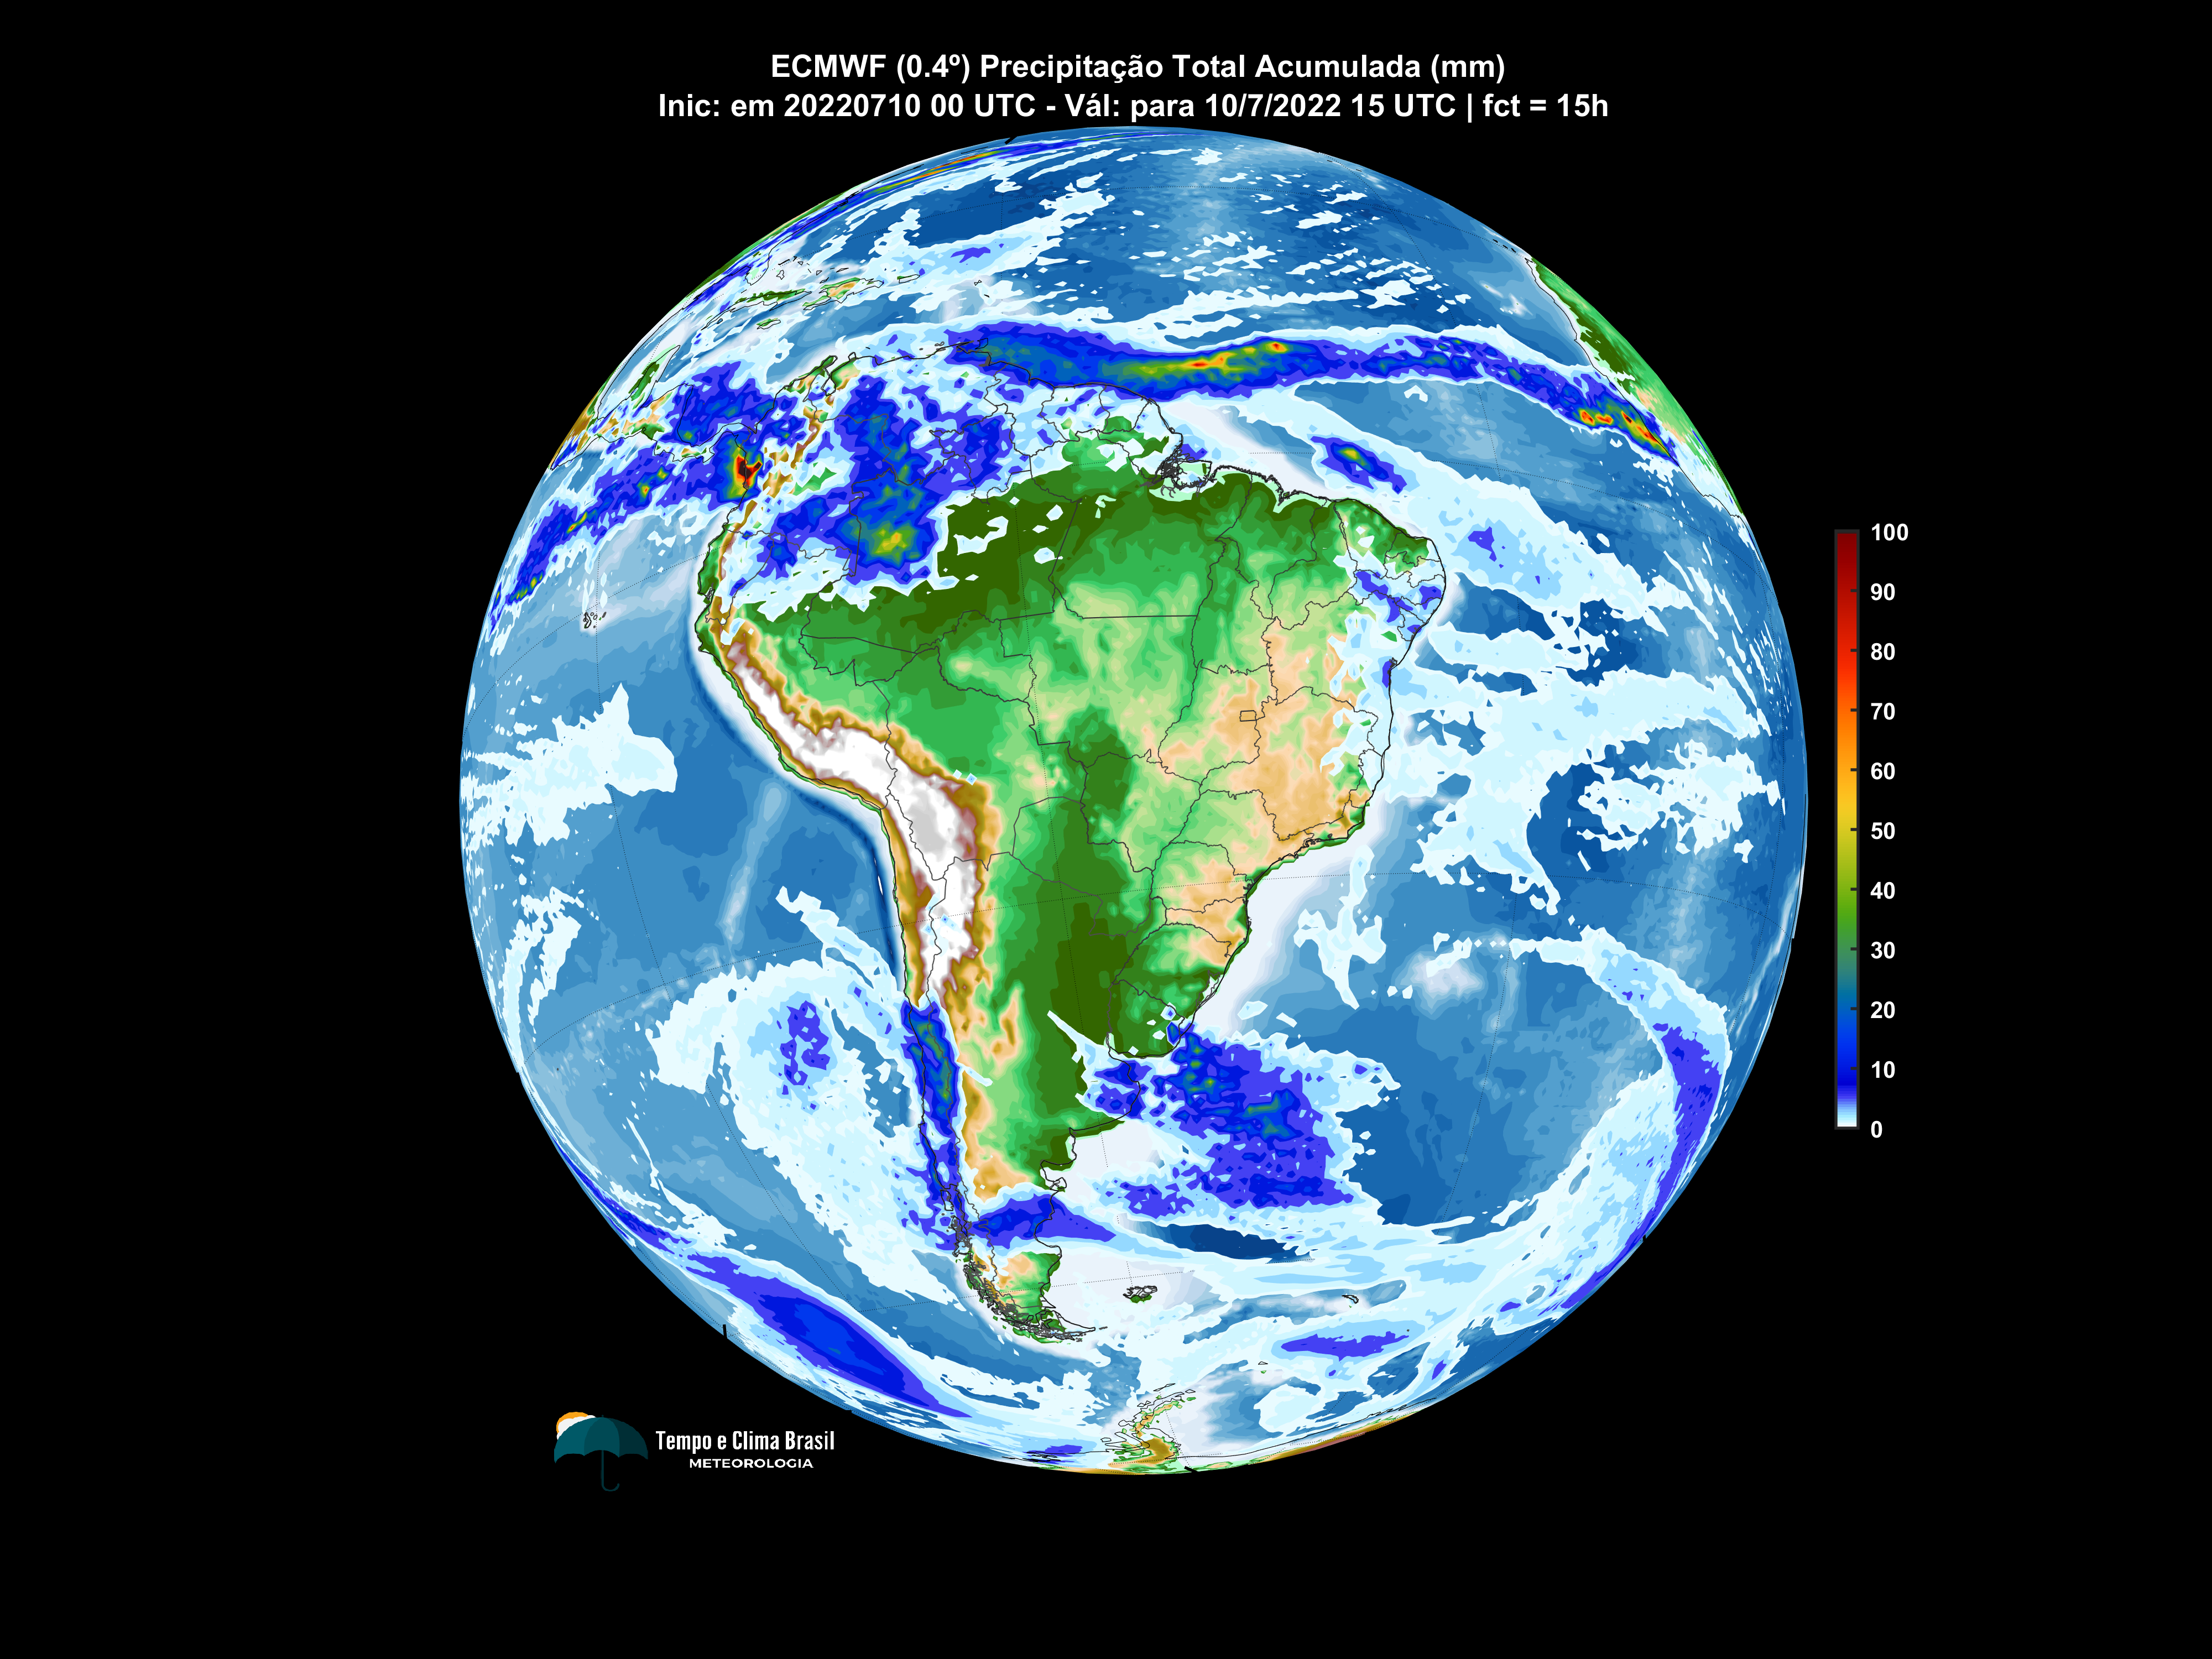 ECMWF (0.4º) Precipitação Total Acumulada (mm)
Inic: em 20220710 00 UTC - Vál: para 10/7/2022 15 UTC | fct = 15h
100
90
80
70
60
50
40
30
20
10
0
Tempo e Clima Brasil
METEOROLOGIA